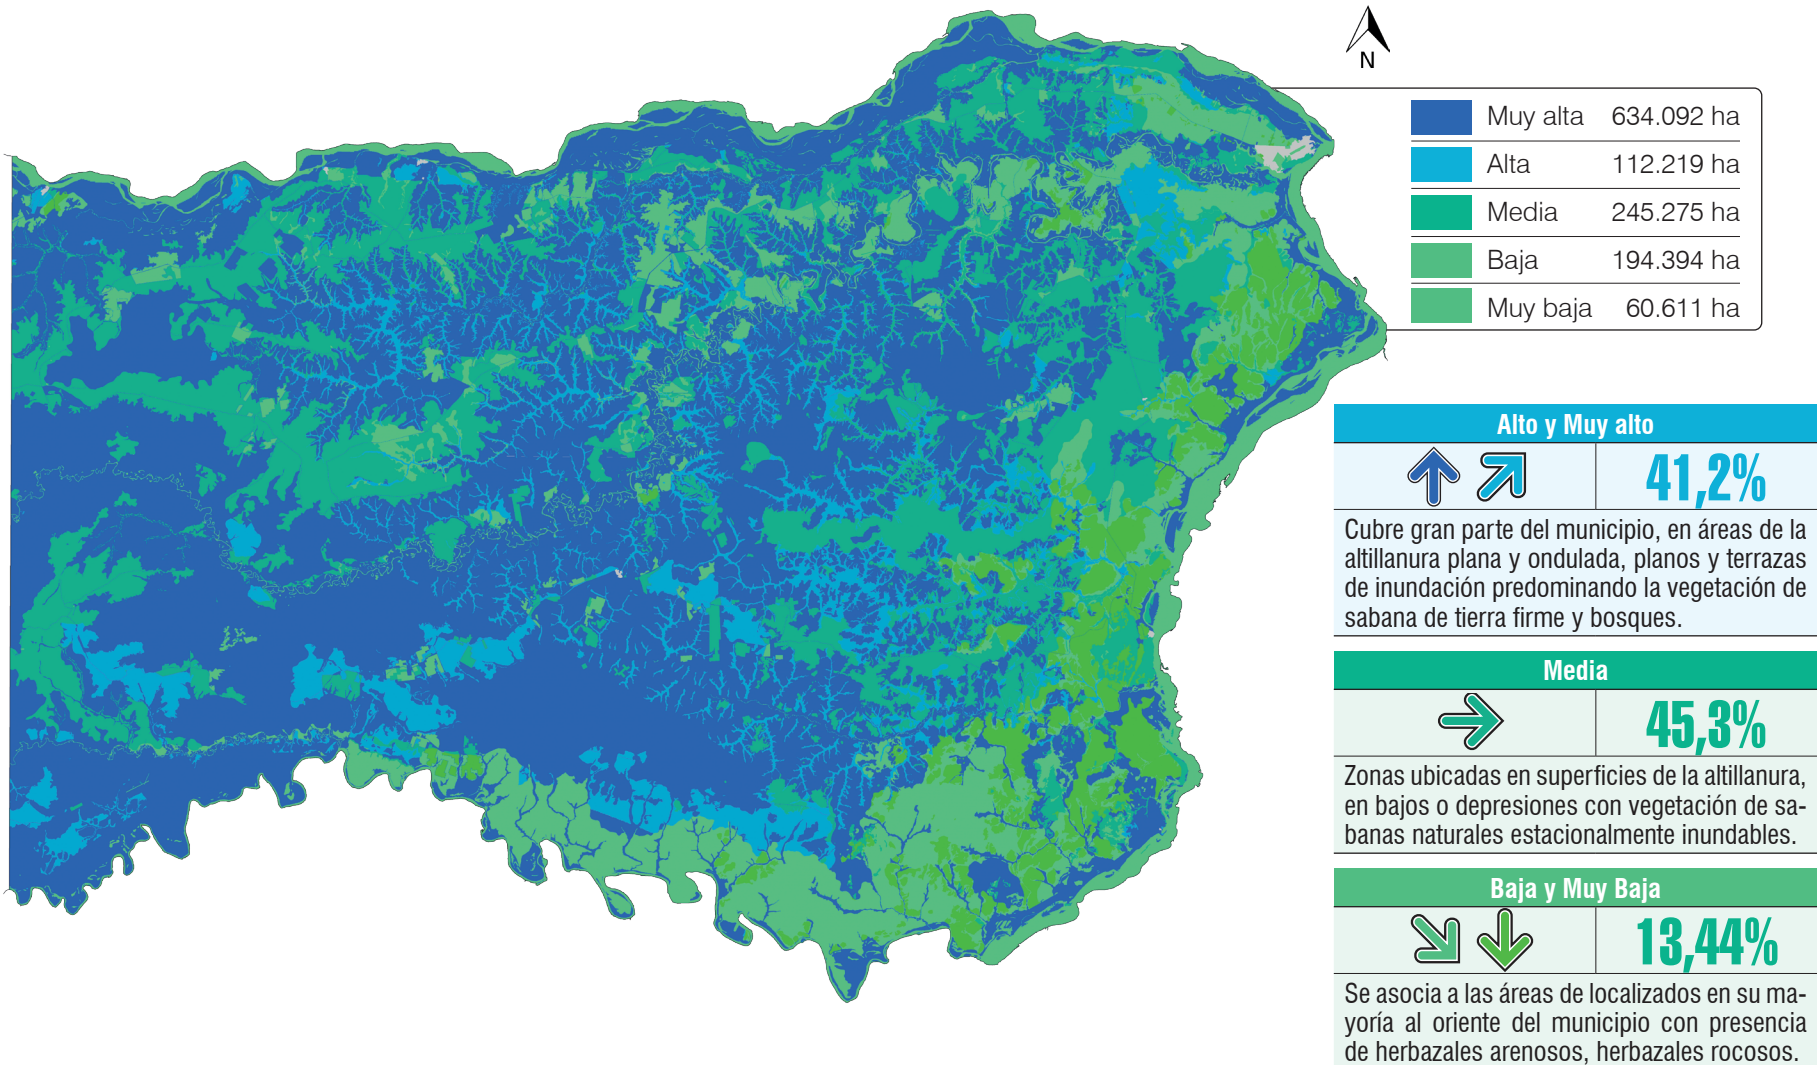 N
Muy alta 634.092 ha
Alta 112.219 ha
Media 245.275 ha
Baja 194.394 ha
Muy baja 60.611 ha
Alto y Muy alto
41,2%
Cubre gran parte del municipio, en áreas de la
altillanura plana y ondulada, planos y terrazas
de inundación predominando la vegetación de
sabana de tierra firme y bosques.
Media
45,3%
Zonas ubicadas en superficies de la altillanura,
en bajos o depresiones con vegetación de sa-
banas naturales estacionalmente inundables.
Baja y Muy Baja
13,44%
Se asocia a las áreas de localizados en su ma-
yoría al oriente del municipio con presencia
de herbazales arenosos, herbazales rocosos.